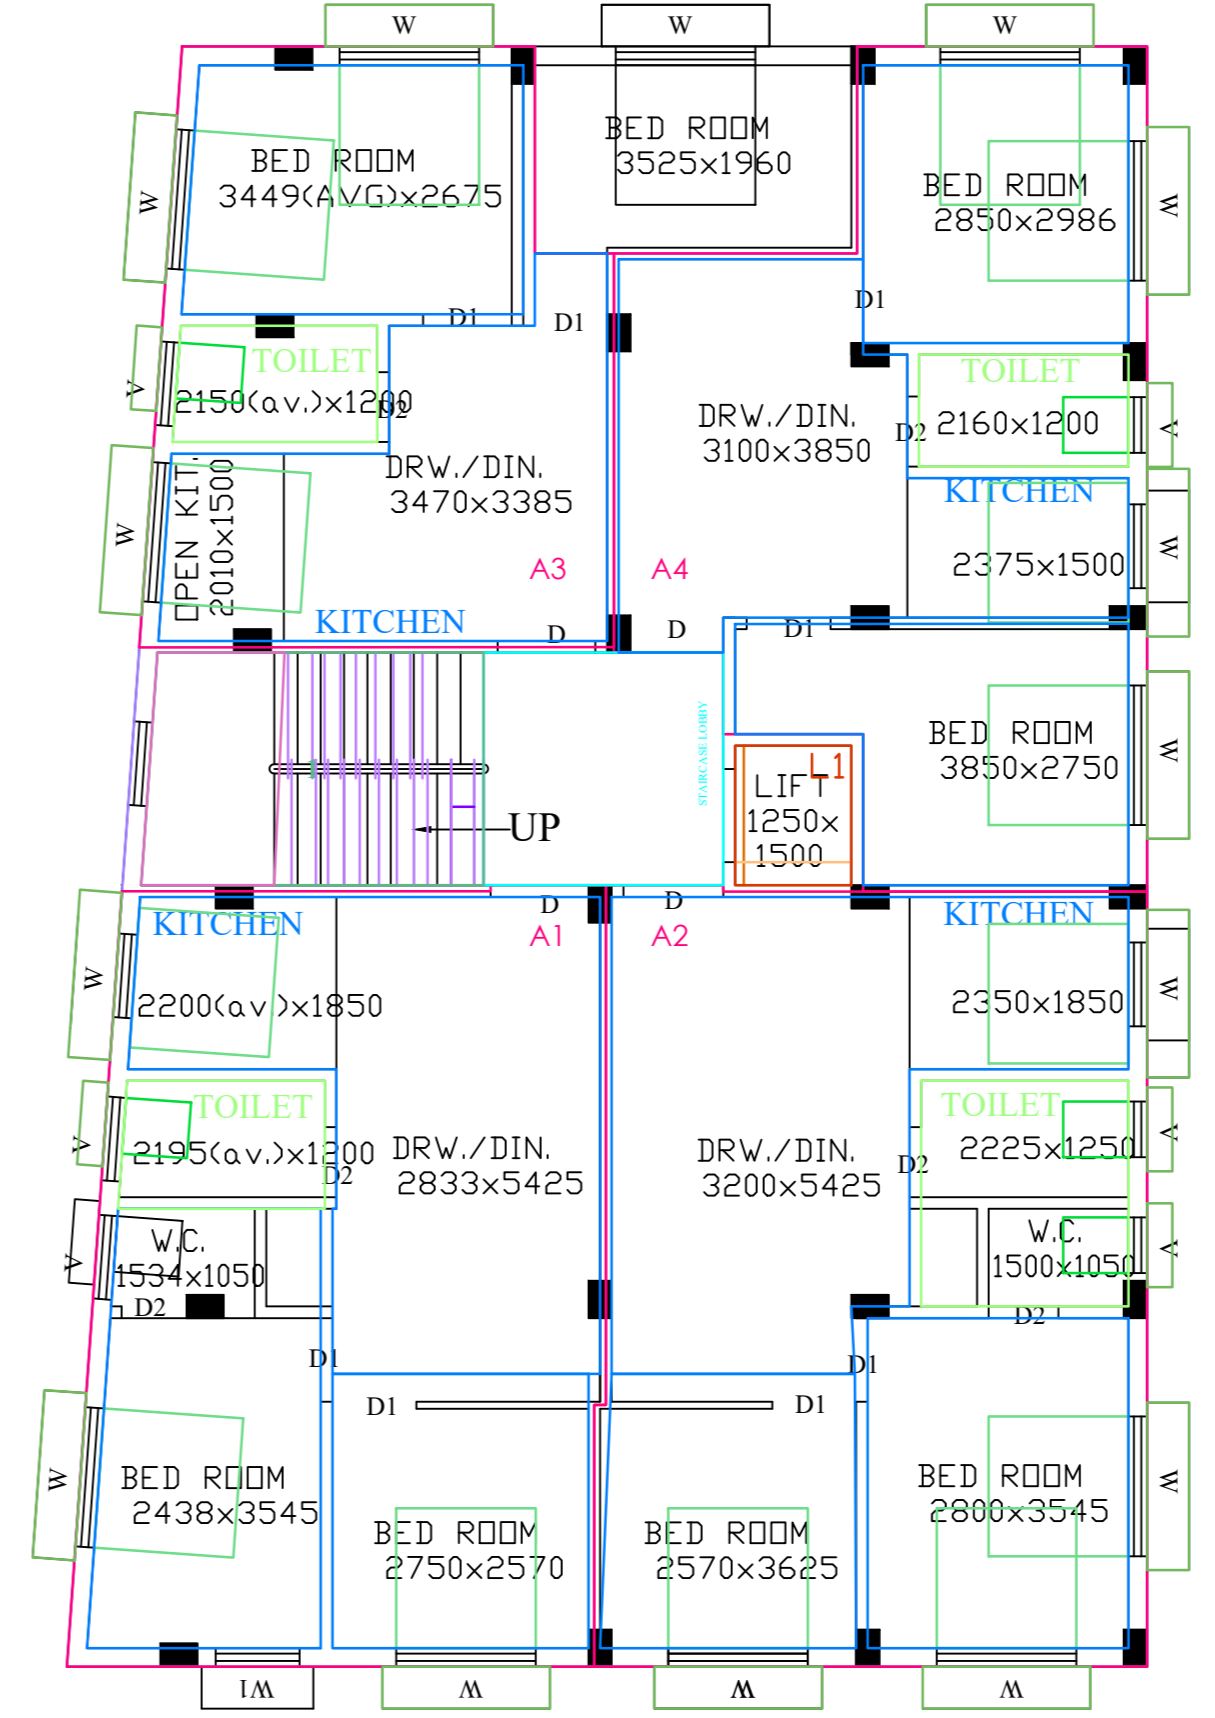 W
W
W
BED ROOM
3449(AVG)x2675
BED ROOM
3525x1960
BED ROOM
2850x2986
W
W
D1
D1
D1
V
TOILET
2150(av.)x1200
D2
DRW./DIN.
3100x3850
TOILET
D2
2160x1200
V
DRW./DIN.
3470x3385
KITCHEN
2375x1500
W
W
OPEN KIT.
2010x1500
A3
A4
KITCHEN
D
D
D1
STAIRCASE LOBBY
BED ROOM
3850x2750
W
L1
LIFT
1250x
1500
UP
D
D
KITCHEN
A1
A2
KITCHEN
W
2200(av.)x1850
2350x1850
W
TOILET
2195(av.)x1200
D2
V
DRW./DIN.
2833x5425
DRW./DIN.
3200x5425
TOILET
2225x1250
D2
V
W.C.
1534x1050
V
D2
W.C.
1500x1050
V
D2
D1
D1
D1
D1
BED ROOM
2438x3545
W
BED ROOM
2750x2570
BED ROOM
2570x3625
BED ROOM
2800x3545
W
W1
W
W
W